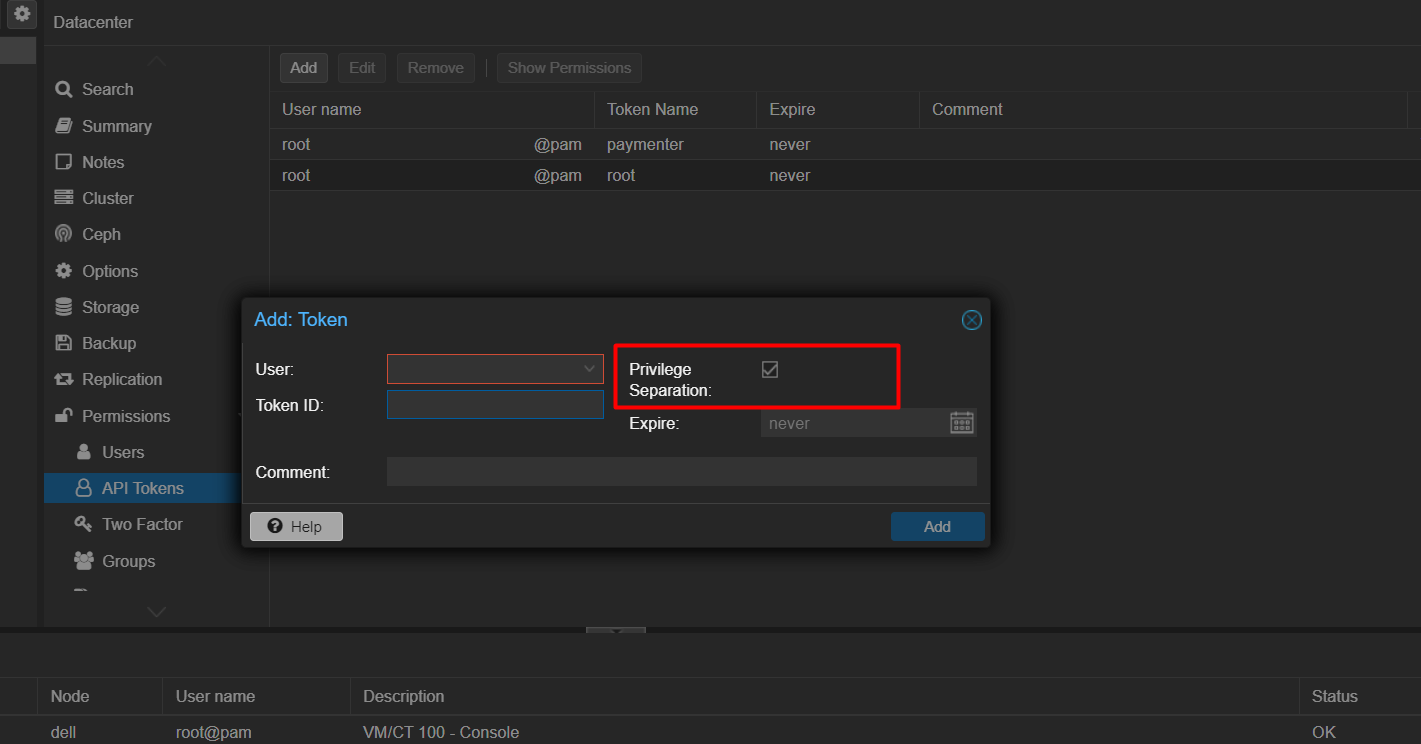 Datacenter
Search
Summary
Notes
Cluster
Ceph
Options
Storage
Backup
Replication
Permissions
Users
API Tokens
Two Factor
Groups
Add Edit Remove Show Permissions
User name Token Name Expire Comment
root @pam paymenter never
root @pam root never
Add: Token
User:
Token ID:
Privilege
Separation:
Expire: never
Comment:
Help Add
Node User name Description Status
dell root@pam VM/CT 100 - Console OK